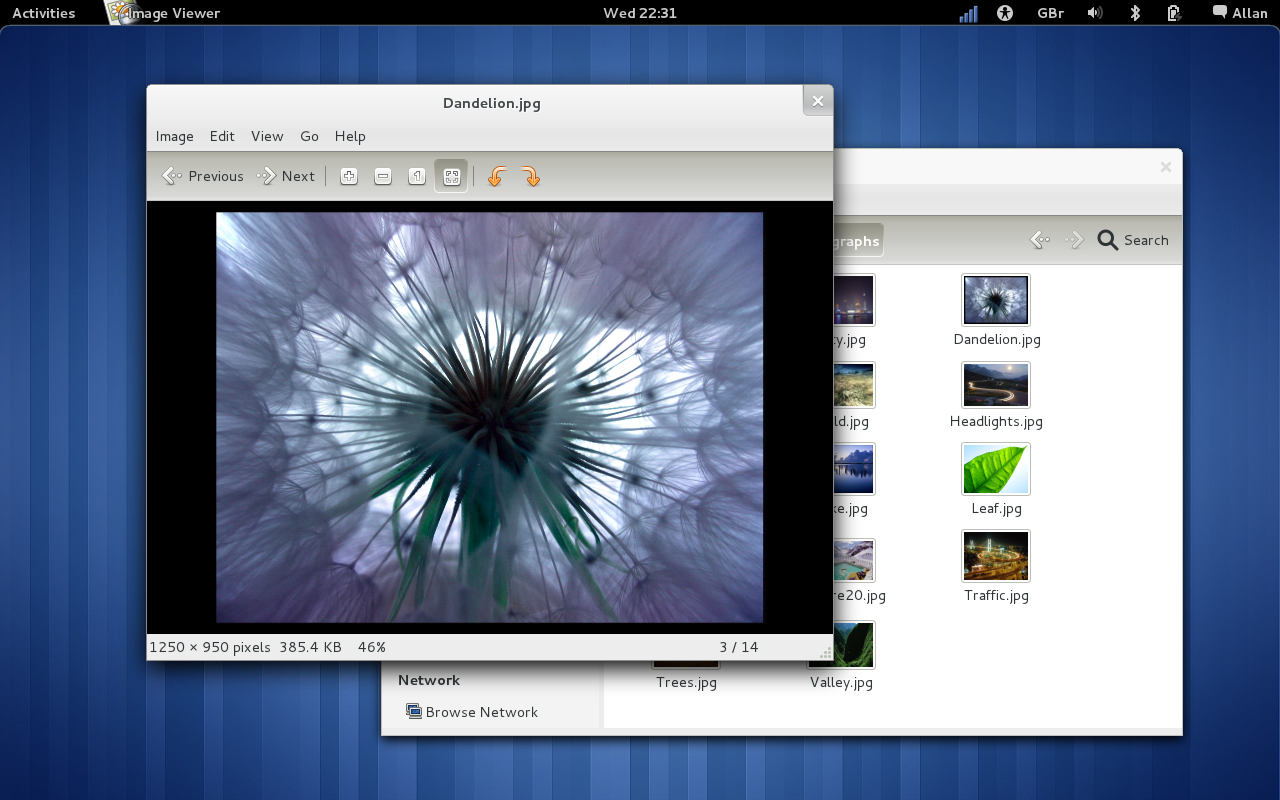 Activities Image Viewer Wed 22:31 GBr Allan
Dandelion.jpg
Image Edit View Go Help
Previous Next 1
1250 × 950 pixels 385.4 KB 46% 3 / 14
graphs Search
y.jpg Dandelion.jpg
ld.jpg Headlights.jpg
ke.jpg Leaf.jpg
re20.jpg Traffic.jpg
Trees.jpg Valley.jpg
Network
Browse Network